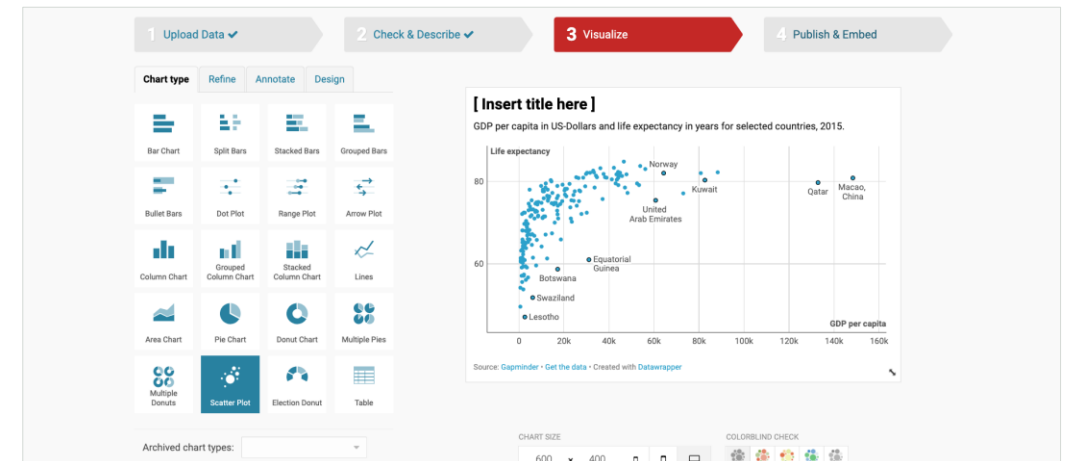 1 Upload Data ✔
2 Check & Describe ✔
3 Visualize
4 Publish & Embed
Chart type
Refine
Annotate
Design
Bar Chart
Split Bars
Stacked Bars
Grouped Bars
Bullet Bars
Dot Plot
Range Plot
Arrow Plot
Column Chart
Grouped
Column Chart
Stacked
Column Chart
Lines
Area Chart
Pie Chart
Donut Chart
Multiple Pies
Multiple
Donuts
Scatter Plot
Election Donut
Table
Archived chart types:
[ Insert title here ]
GDP per capita in US-Dollars and life expectancy in years for selected countries, 2015.
Life expectancy
80
60
Norway
Kuwait
Qatar
Macao,
China
United
Arab Emirates
Equatorial
Guinea
Botswana
Swaziland
Lesotho
GDP per capita
0
20k
40k
60k
80k
100k
120k
140k
160k
Source: Gapminder • Get the data • Created with Datawrapper
CHART SIZE
600 x 400
COLORBLIND CHECK